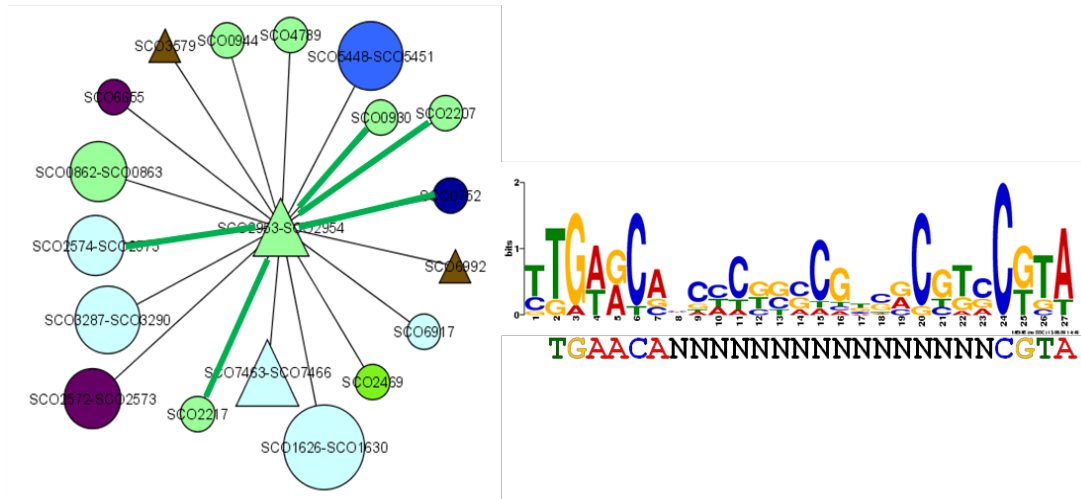 SCO4789
SCO0944
SCO3579
SCO5448-SCO5451
SCO6655
SCO2207
SCO0930
SCO0862-SCO0863
SCO0752
SCO2953-SCO2954
SCO2574-SCO2575
SCO6992
SCO3287-SCO3290
SCO6917
SCO7463-SCO7466
SCO2469
SCO2572-SCO2573
SCO2217
SCO1626-SCO1630
2
bits
1
0
1 2 3 4 5 6 7 8 9 10 11 12 13 14 15 16 17 18 19 20 21 22 23 24 25 26 27
TGAACANNNNNNNNNNNNNNNNCGTA